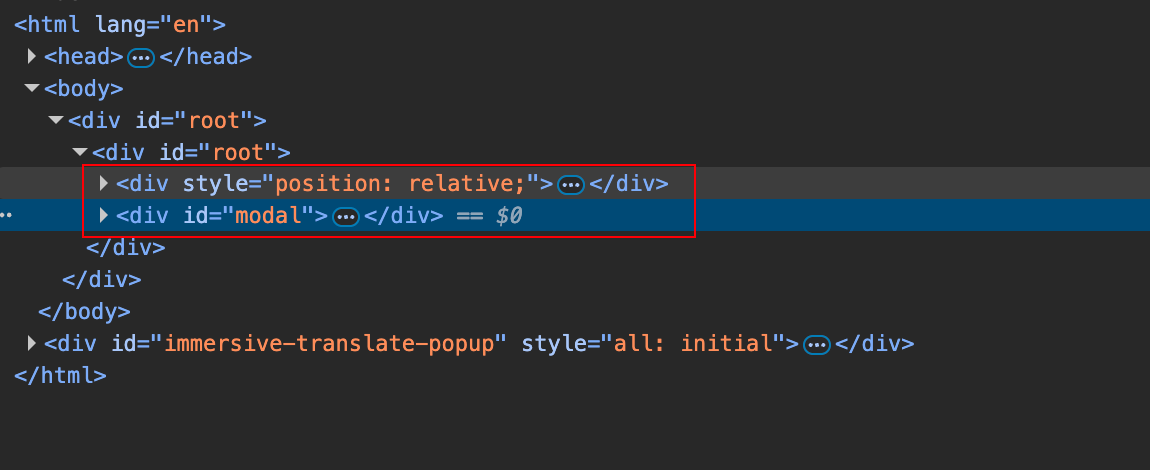 <html lang="en">
<head>…</head>
<body>
<div id="root">
<div id="root">
<div style="position: relative;">…</div>
<div id="modal">…</div> == $0
</div>
</div>
</body>
<div id="immersive-translate-popup" style="all: initial">…</div>
</html>